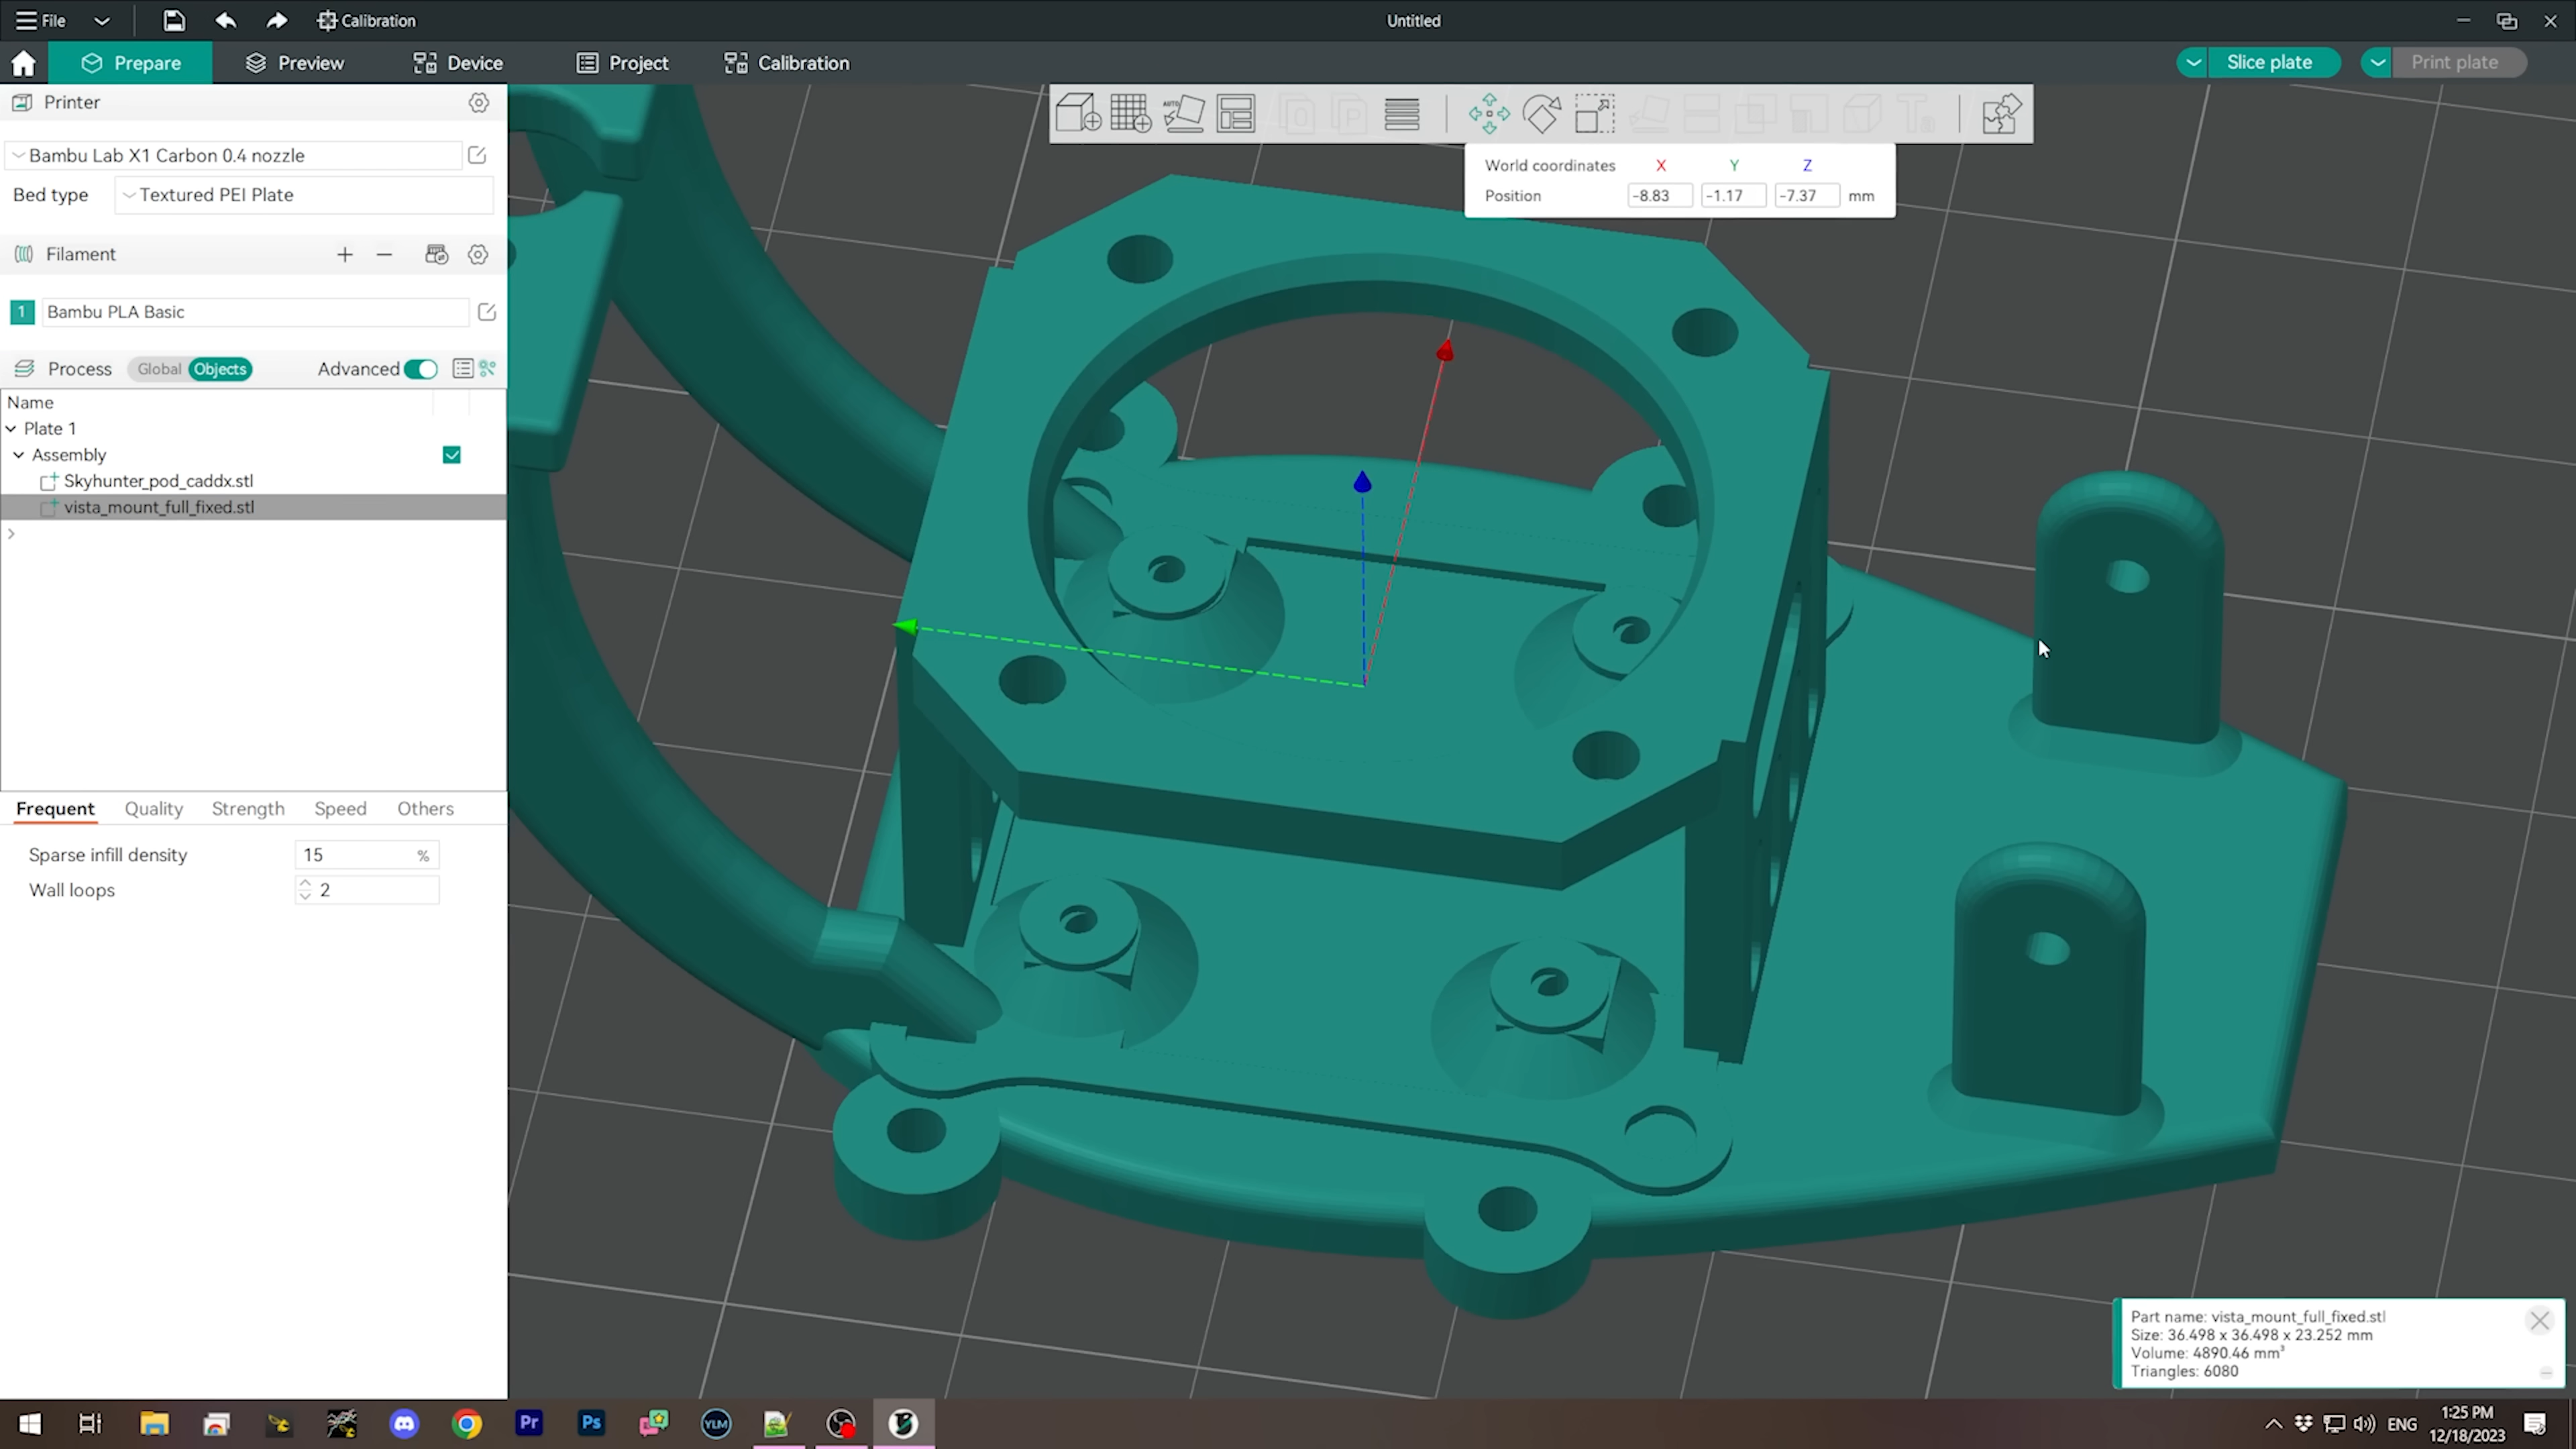 File
Calibration
Untitled
Prepare
Preview
Device
Project
Calibration
Slice plate
Print plate
Printer
Bambu Lab X1 Carbon 0.4 nozzle
Bed type
Textured PEI Plate
Filament
1
Bambu PLA Basic
Process
Global
Objects
Advanced
Name
Plate 1
Assembly
Skyhunter_pod_caddx.stl
vista_mount_full_fixed.stl
Frequent
Quality
Strength
Speed
Others
Sparse infill density
15
%
Wall loops
2
AUTO
World coordinates X Y Z
Position -8.83 -1.17 -7.37 mm
Part name: vista_mount_full_fixed.stl
Size: 36.498 x 36.498 x 23.252 mm
Volume: 4890.46 mm³
Triangles: 6080
Pr
Ps
YLM
ENG
1:25 PM
12/18/2023